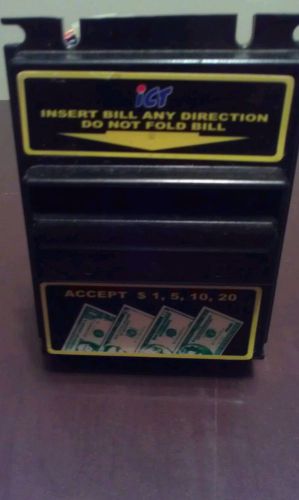 ICT
INSERT BILL ANY DIRECTION
DO NOT FOLD BILL
ACCEPT $ 1, 5, 10, 20